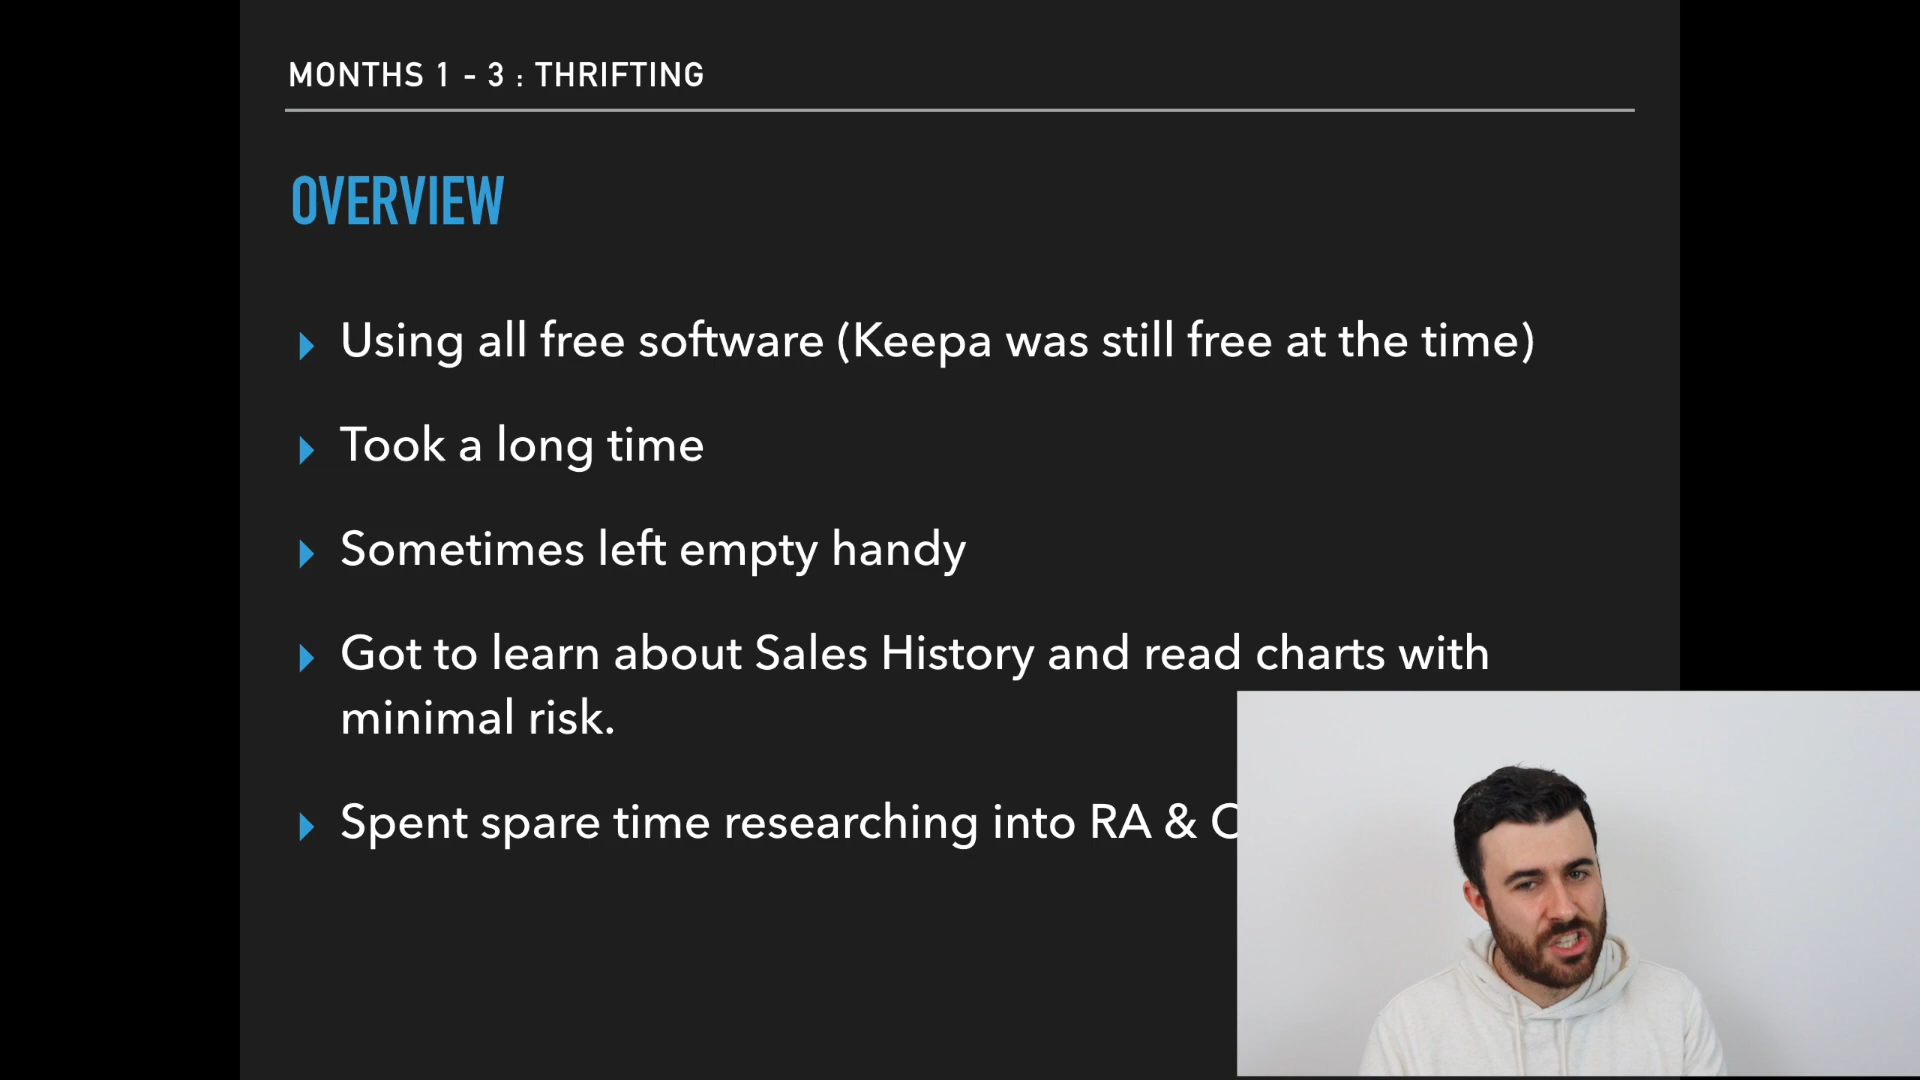 MONTHS 1 - 3 : THRIFTING
OVERVIEW
Using all free software (Keepa was still free at the time)
Took a long time
Sometimes left empty handy
Got to learn about Sales History and read charts with
minimal risk.
Spent spare time researching into RA &